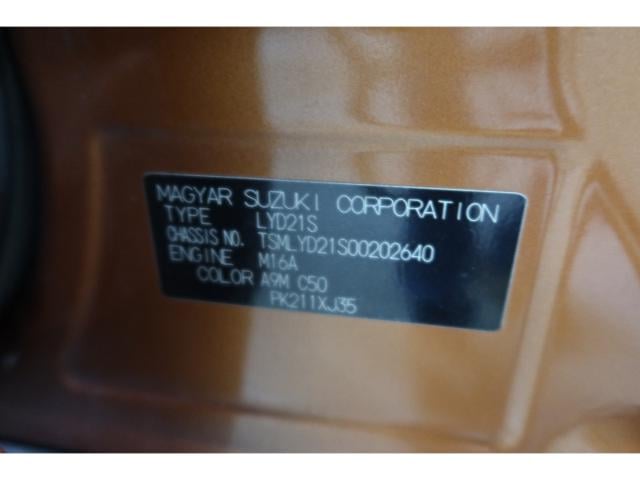 MAGYAR SUZUKI CORPORATION
TYPE LYD21S
CHASSIS NO. TSMLYD21S00202640
ENGINE M16A
COLOR A9M C50
PK211XJ35